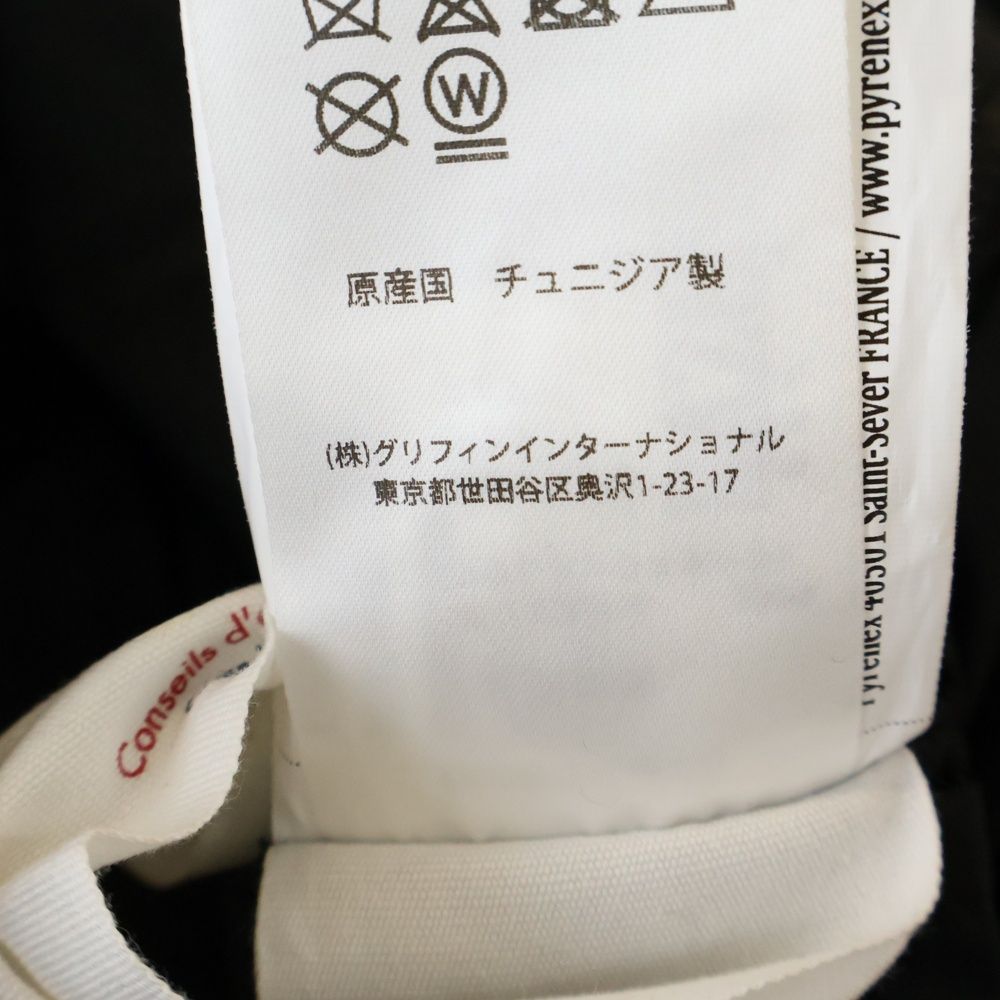 W
原産国 チュニジア製
(株)グリフィンインターナショナル
東京都世田谷区奥沢1-23-17
Pyrenex 40501 Saint-Sever FRANCE / www.pyrenex
Conseils d'